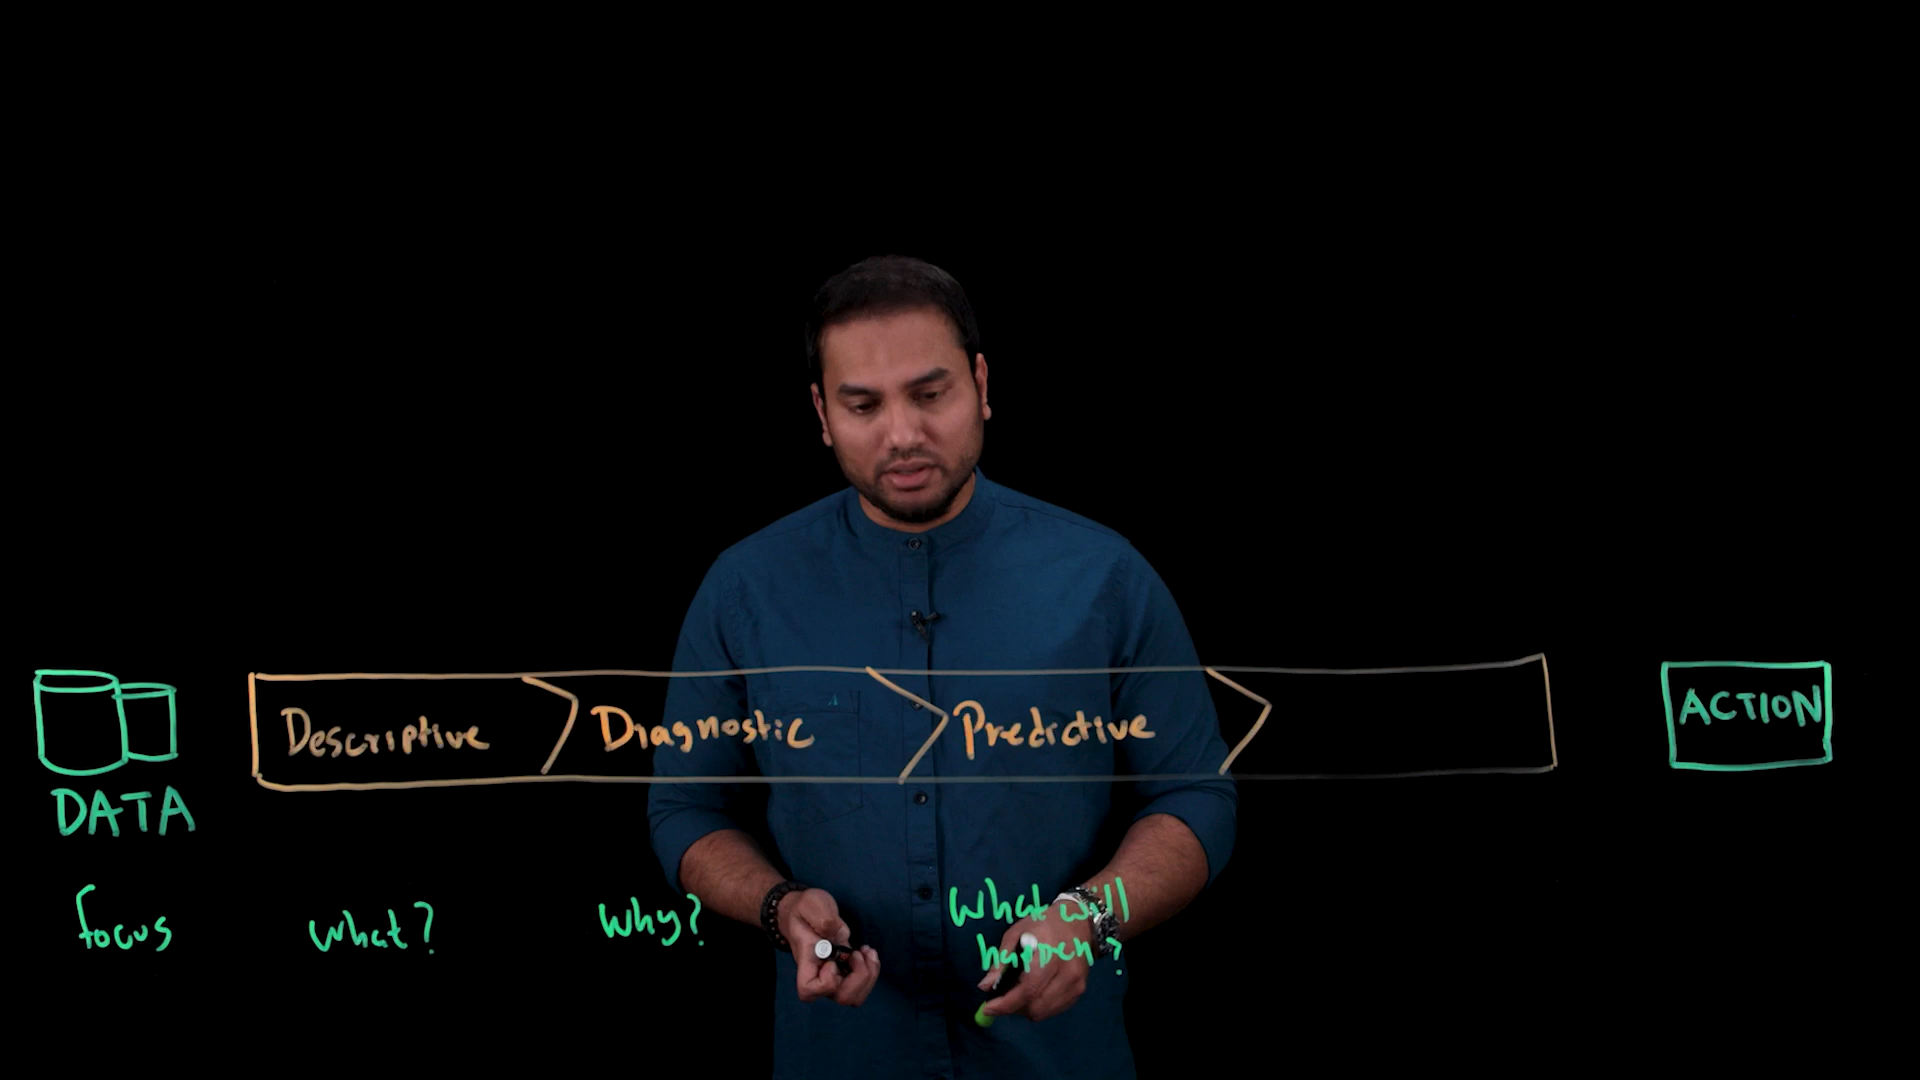 Descriptive
Diagnostic
Predictive
ACTION
DATA
focus
what?
why?
What will
happen?